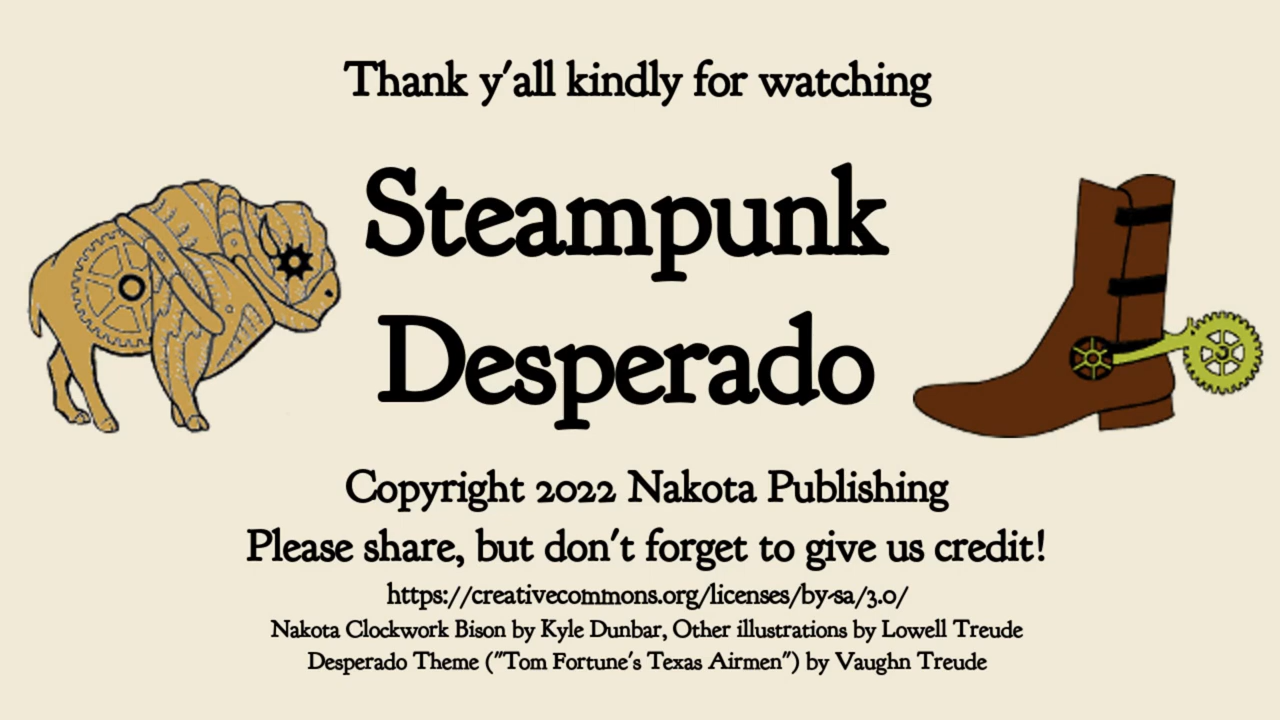 Thank y'all kindly for watching
Steampunk
Desperado
Copyright 2022 Nakota Publishing
Please share, but don't forget to give us credit!
https://creativecommons.org/licenses/by-sa/3.0/
Nakota Clockwork Bison by Kyle Dunbar, Other illustrations by Lowell Treude
Desperado Theme ("Tom Fortune's Texas Airmen") by Vaughn Treude